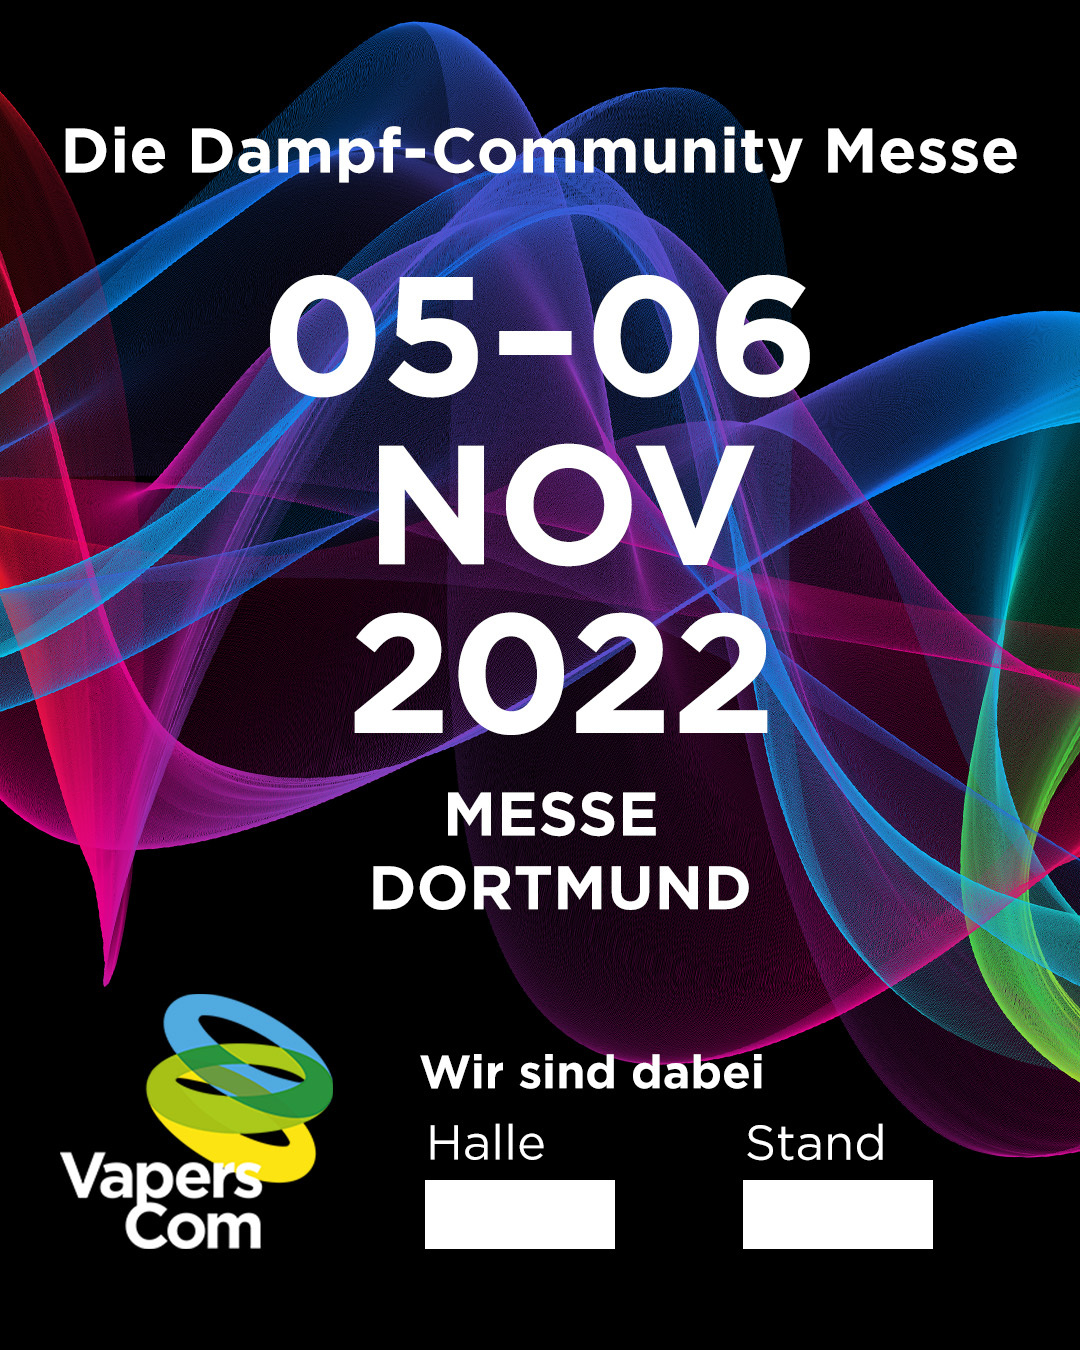 Die Dampf-Community Messe
05–06
NOV
2022
MESSE
DORTMUND
Wir sind dabei
Halle
Stand
Vapers
Com